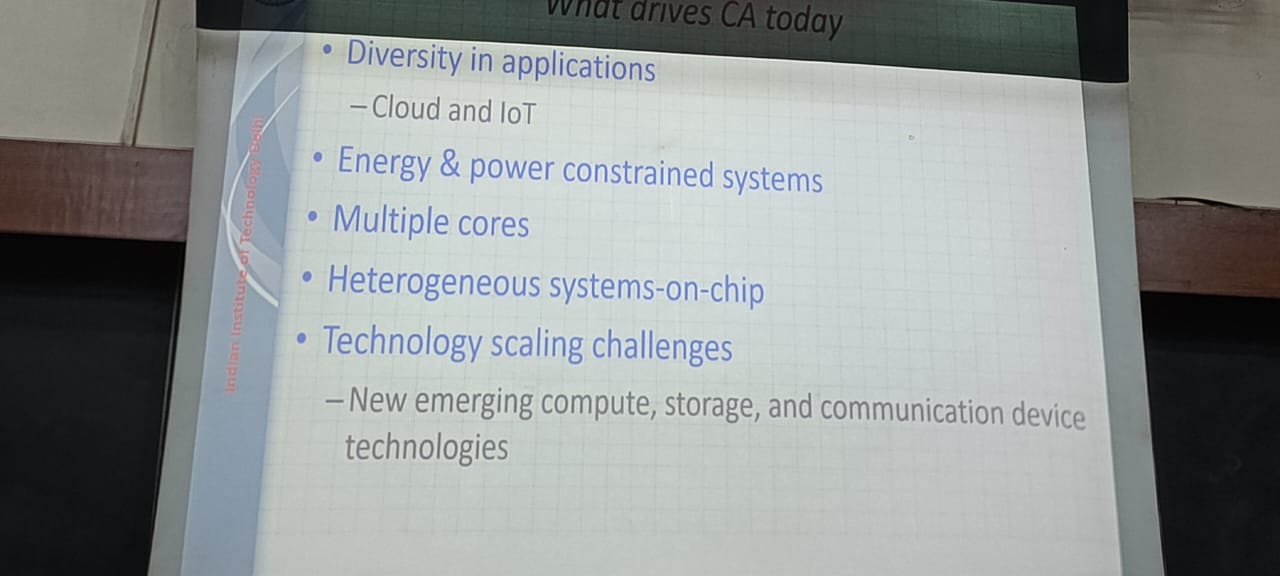 What drives CA today
• Diversity in applications
– Cloud and IoT
• Energy & power constrained systems
• Multiple cores
• Heterogeneous systems-on-chip
• Technology scaling challenges
– New emerging compute, storage, and communication device
technologies
Indian Institute of Technology Delhi